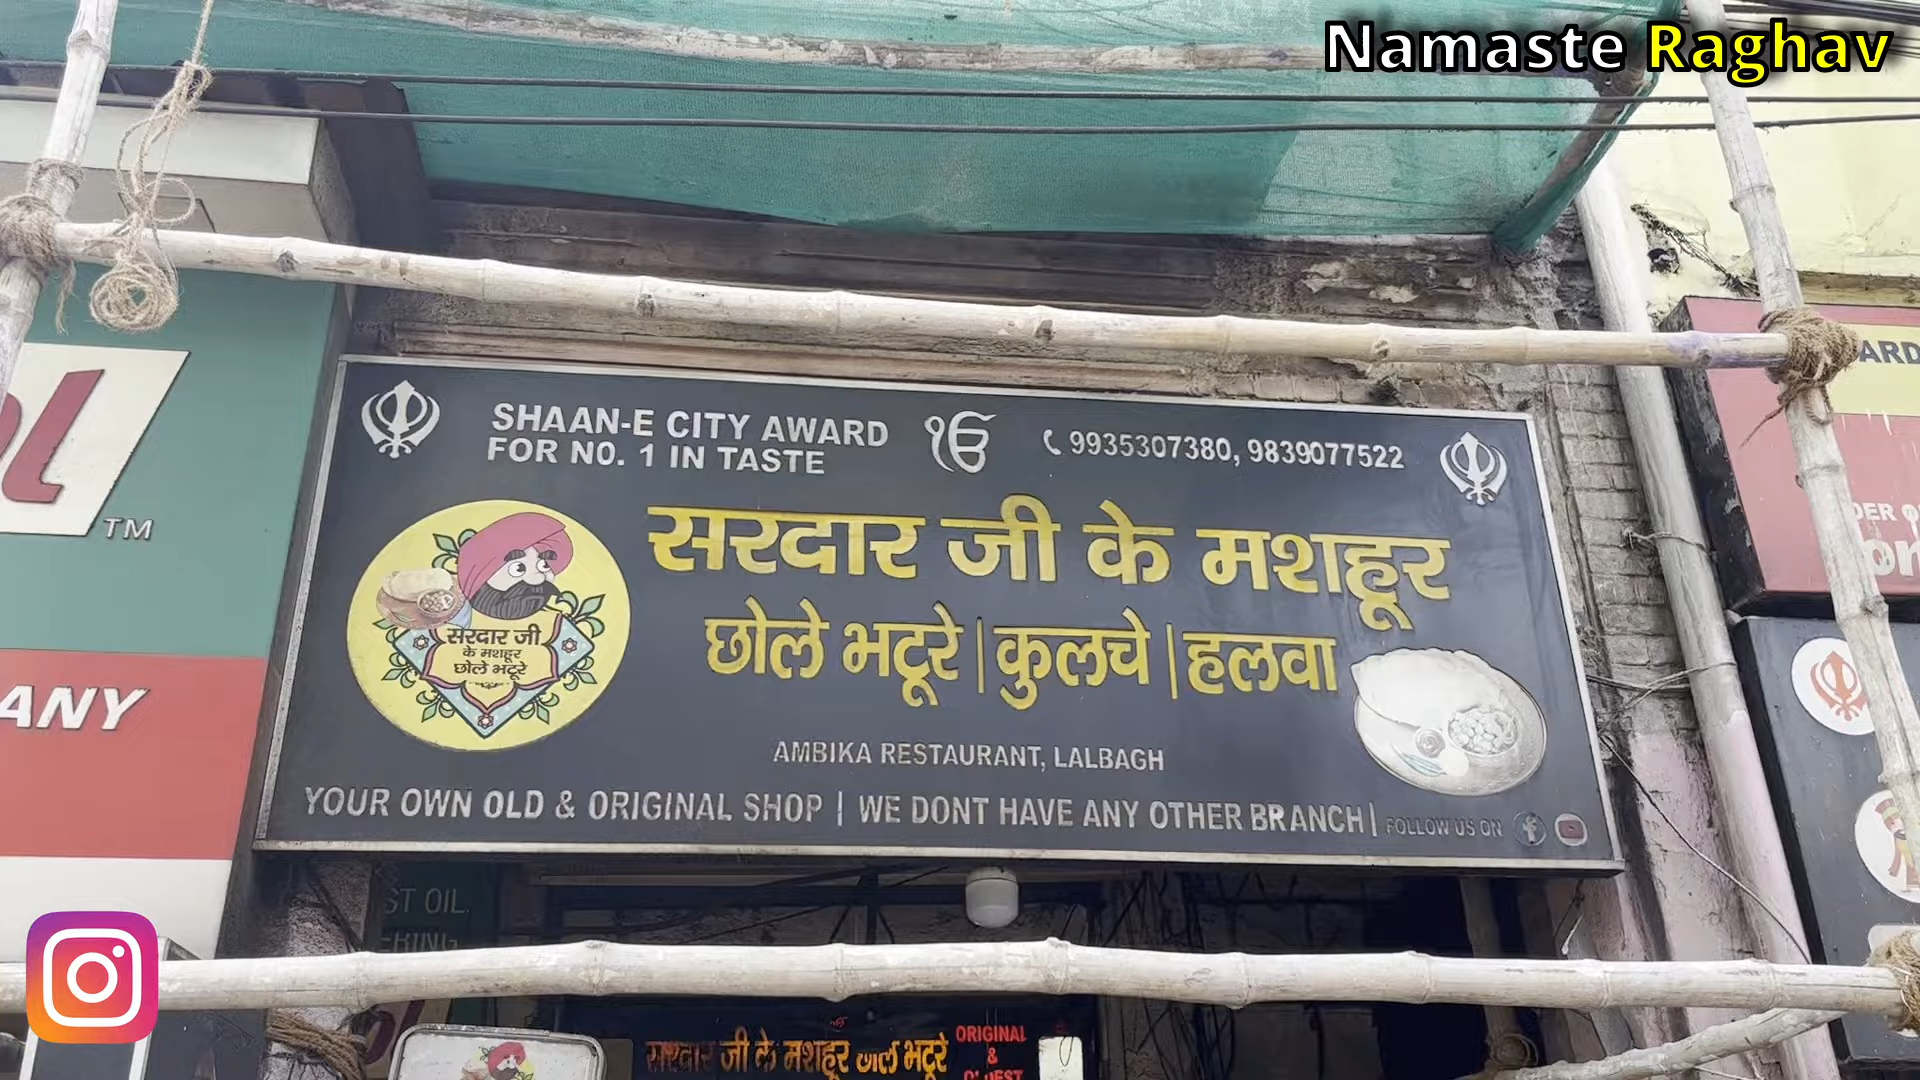 Namaste Raghav
SHAAN-E CITY AWARD
FOR NO. 1 IN TASTE
ੴ
9935307380, 9839077522
सरदार जी के मशहूर
छोले भटूरे | कुलचे | हलवा
सरदार जी
के मशहूर
छोले भटूरे
AMBIKA RESTAURANT, LALBAGH
YOUR OWN OLD & ORIGINAL SHOP | WE DONT HAVE ANY OTHER BRANCH | FOLLOW US ON
TM
ANY
OIL
सरदार जी के मशहूर छोले भटूरे
ORIGINAL
&